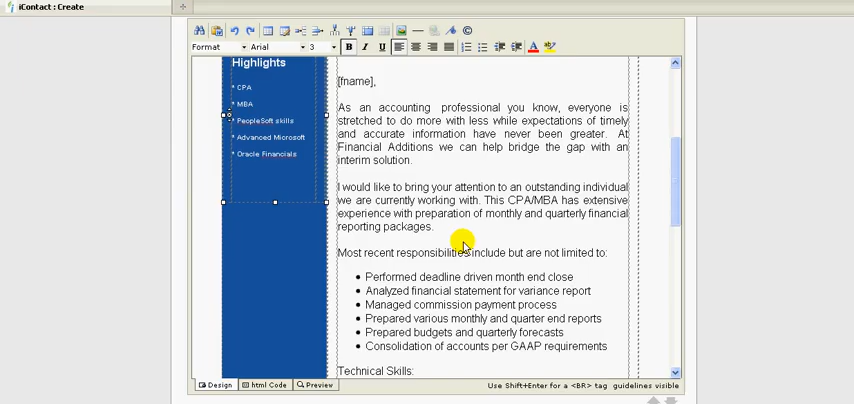 iContact : Create
Format Arial 3 B I U
Highlights
* CPA
* MBA
* PeopleSoft skills
* Advanced Microsoft
* Oracle Financials
[fname],
As an accounting professional you know, everyone is
stretched to do more with less while expectations of timely
and accurate information have never been greater. At
Financial Additions we can help bridge the gap with an
interim solution.
I would like to bring your attention to an outstanding individual
we are currently working with. This CPA/MBA has extensive
experience with preparation of monthly and quarterly financial
reporting packages.
Most recent responsibilities include but are not limited to:
• Performed deadline driven month end close
• Analyzed financial statement for variance report
• Managed commission payment process
• Prepared various monthly and quarter end reports
• Prepared budgets and quarterly forecasts
• Consolidation of accounts per GAAP requirements
Technical Skills:
Design html Code Preview Use Shift+Enter for a <BR> tag guidelines visible